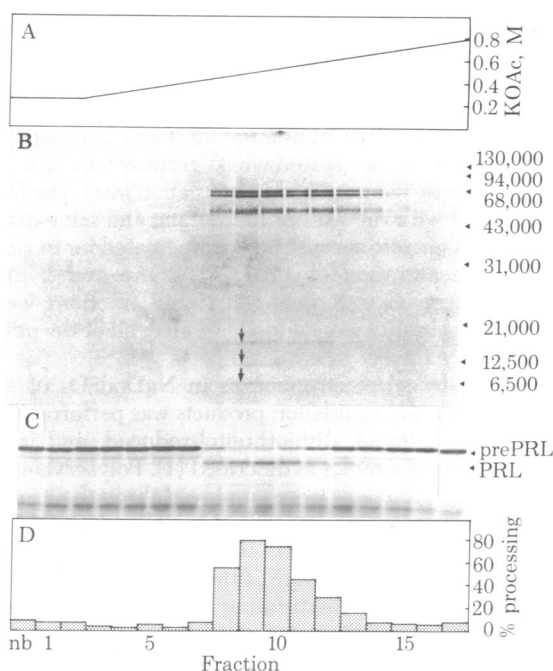 A
0.8
0.6
0.4
0.2
KOAc, M
B
130,000
94,000
68,000
43,000
31,000
21,000
12,500
6,500
C
prePRL
PRL
D
80
60
40
20
0
% processing
nb 1 5 10 15
Fraction